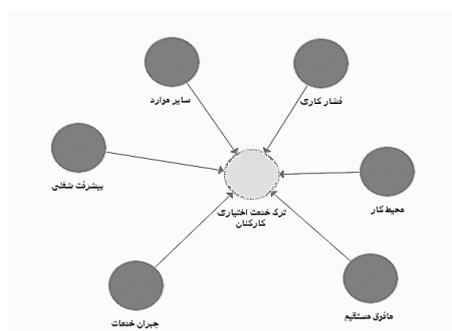 سایر موارد
فشار کاری
پیشرفت شغلی
محیط کار
ترک خدمت اختیاری
کارکنان
جبران خدمات
مافوق مستقیم